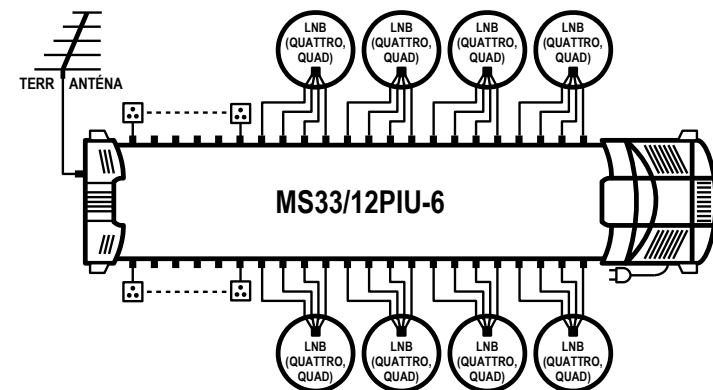 LNB
(QUATTRO,
QUAD)
LNB
(QUATTRO,
QUAD)
LNB
(QUATTRO,
QUAD)
LNB
(QUATTRO,
QUAD)
TERR ANTÉNA
MS33/12PIU-6
LNB
(QUATTRO,
QUAD)
LNB
(QUATTRO,
QUAD)
LNB
(QUATTRO,
QUAD)
LNB
(QUATTRO,
QUAD)